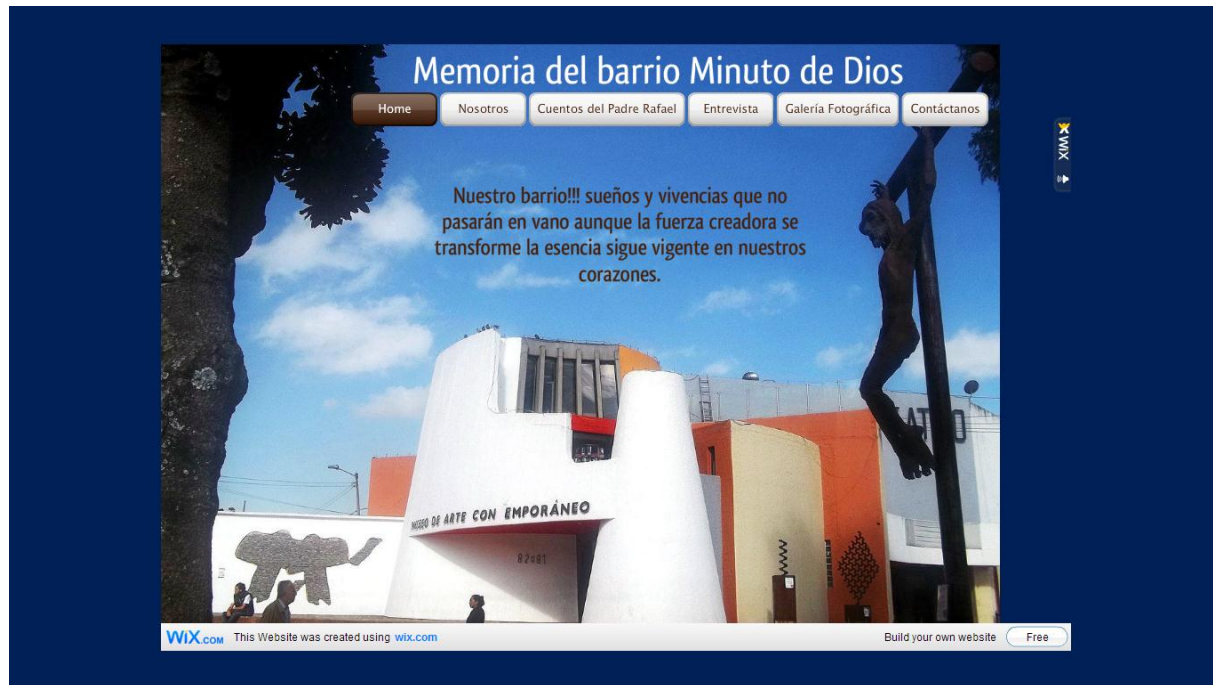 Memoria del barrio Minuto de Dios
Home Nosotros Cuentos del Padre Rafael Entrevista Galería Fotográfica Contáctanos
WiX
Nuestro barrio!!! sueños y vivencias que no
pasarán en vano aunque la fuerza creadora se
transforme la esencia sigue vigente en nuestros
corazones.
MUSEO DE ARTE CON EMPORÁNEO
WiX.COM This Website was created using wix.com Build your own website Free